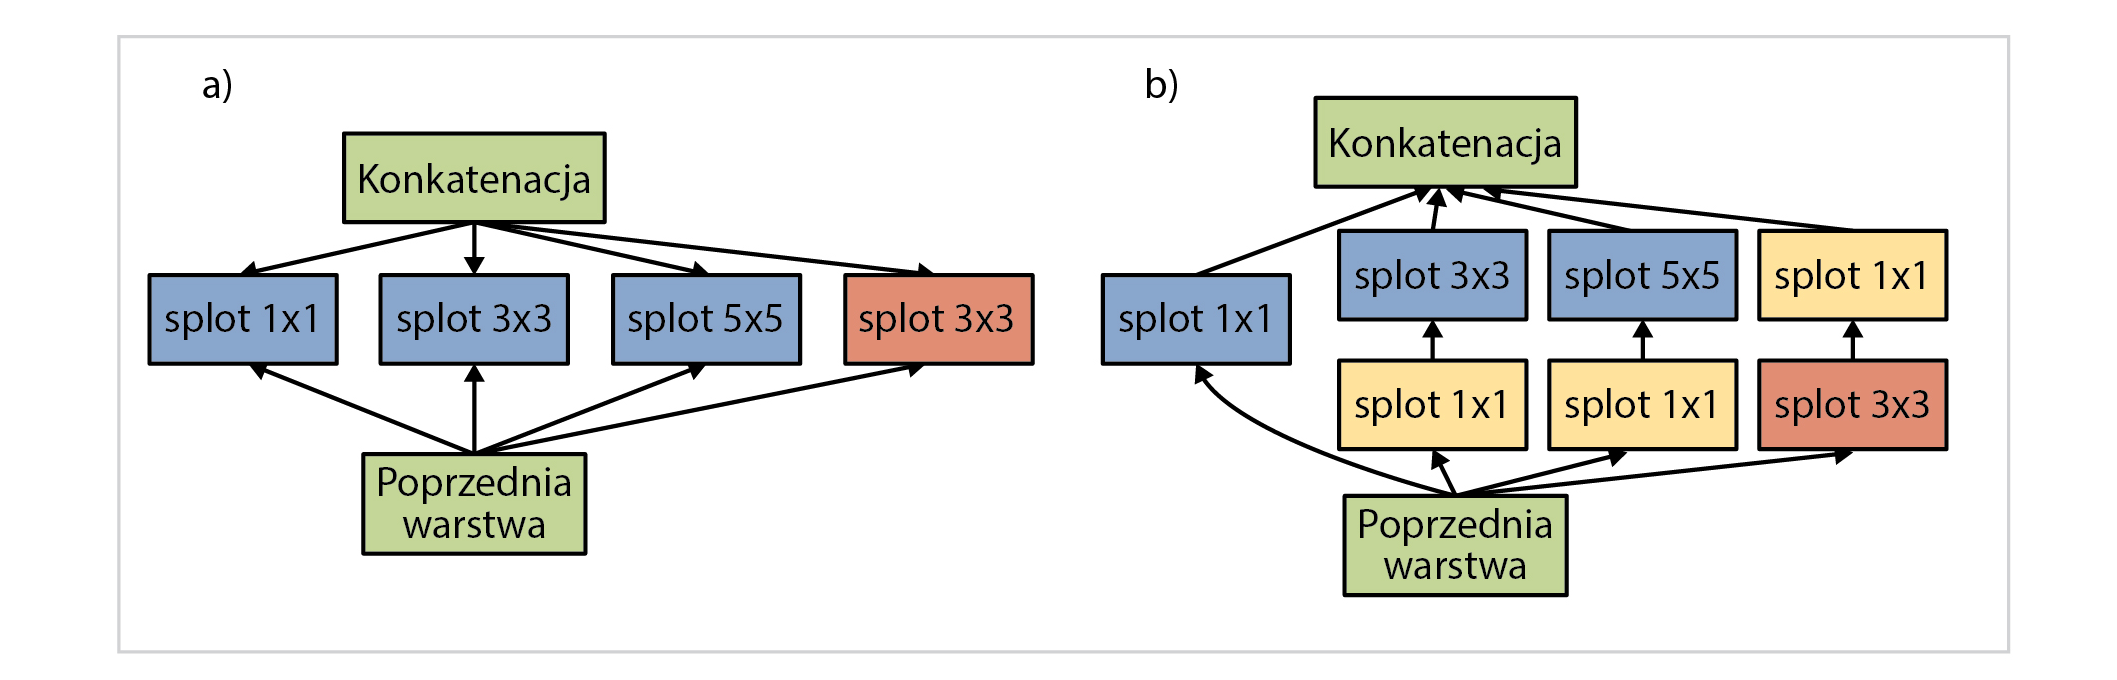 a)
Konkatenacja
splot 1x1
splot 3x3
splot 5x5
splot 3x3
Poprzednia
warstwa
b)
Konkatenacja
splot 1x1
splot 3x3
splot 5x5
splot 1x1
splot 1x1
splot 1x1
splot 3x3
Poprzednia
warstwa